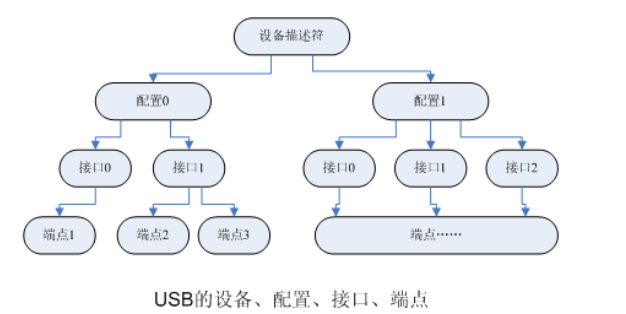 设备描述符
配置0
配置1
接口0
接口1
接口0
接口1
接口2
端点1
端点2
端点3
端点……
USB的设备、配置、接口、端点